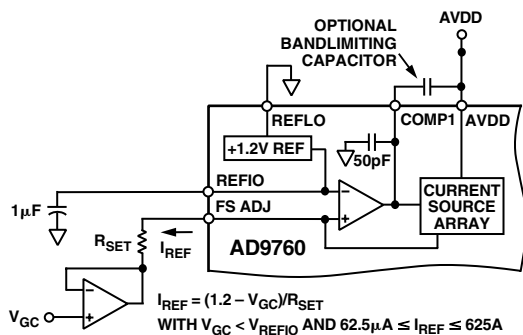 OPTIONAL
BANDLIMITING
CAPACITOR
AVDD
REFLO
COMP1
AVDD
+1.2V REF
50pF
REFIO
1µF
FS ADJ
CURRENT
SOURCE
ARRAY
RSET
IREF
AD9760
VGC
IREF = (1.2 – VGC)/RSET
WITH VGC < VREFIO AND 62.5µA ≤ IREF ≤ 625A